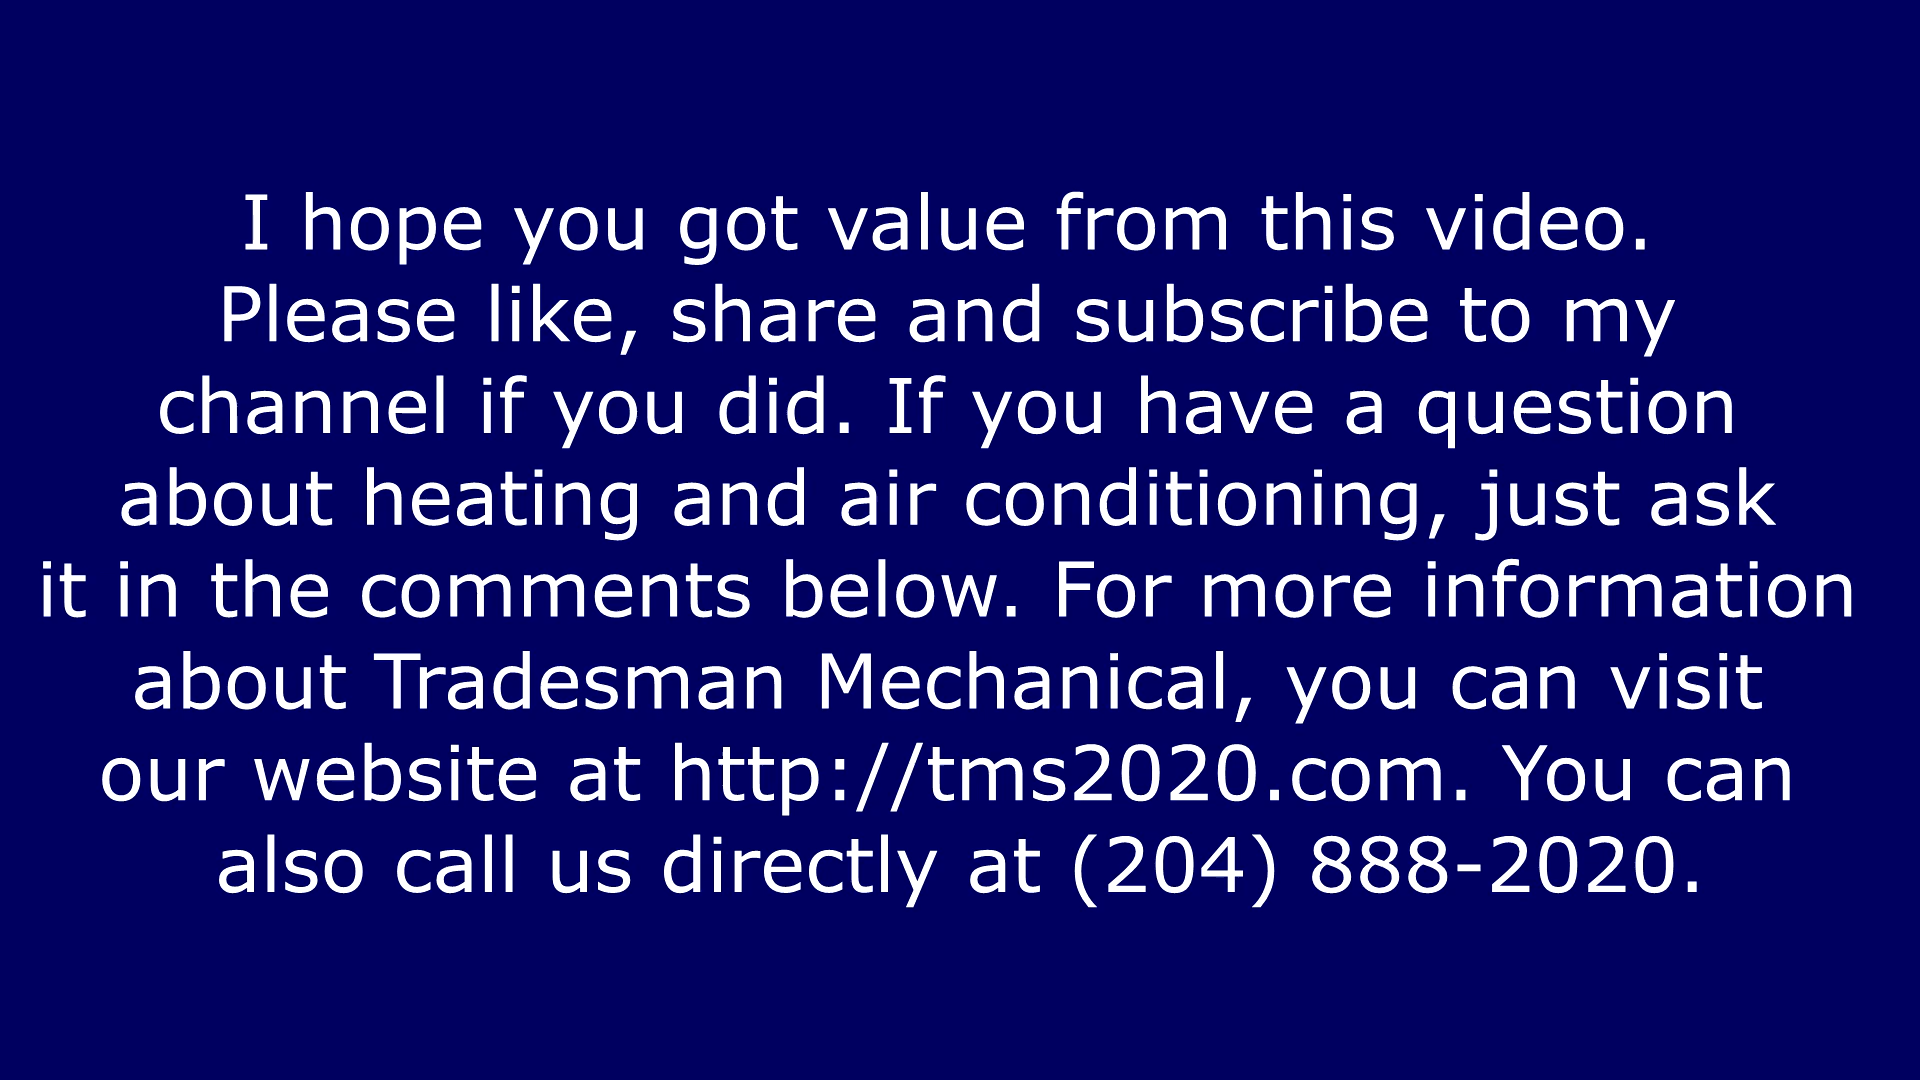 I hope you got value from this video.
Please like, share and subscribe to my
channel if you did. If you have a question
about heating and air conditioning, just ask
it in the comments below. For more information
about Tradesman Mechanical, you can visit
our website at http://tms2020.com. You can
also call us directly at (204) 888-2020.